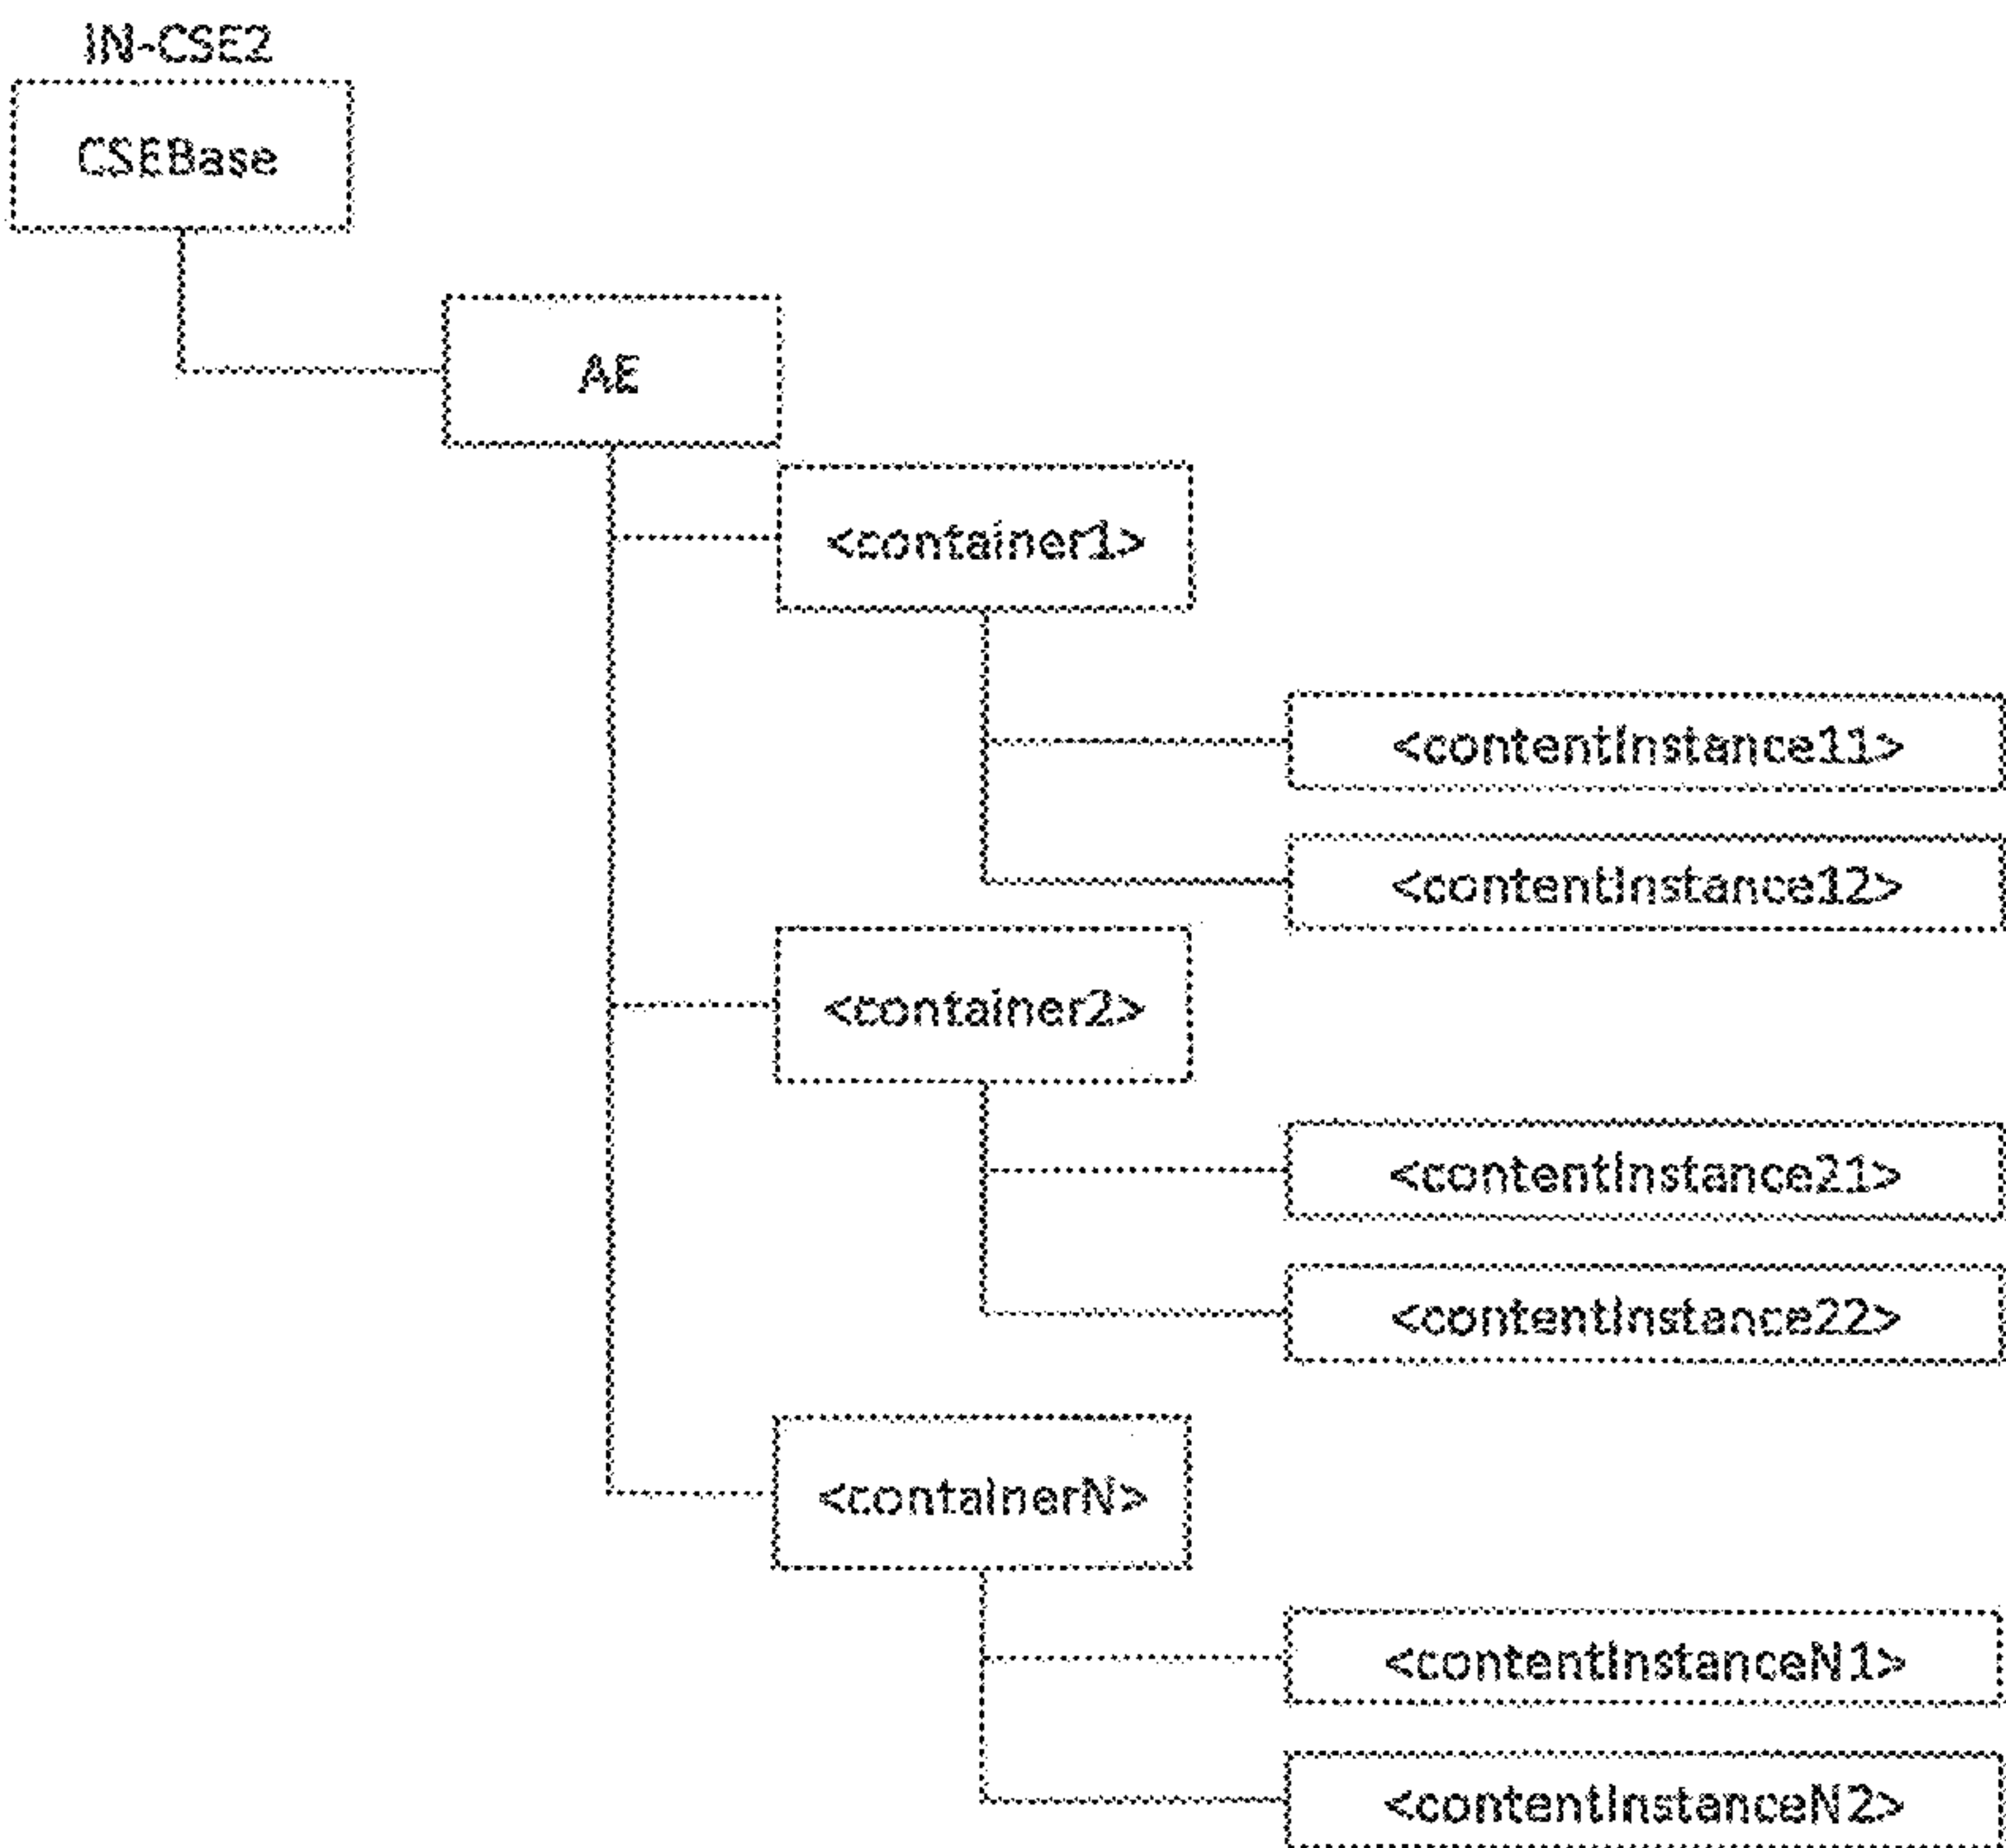 IN-CSE2
CSEBase
AE
<container1>
<contentInstance11>
<contentInstance12>
<container2>
<contentInstance21>
<contentInstance22>
<containerN>
<contentInstanceN1>
<contentInstanceN2>